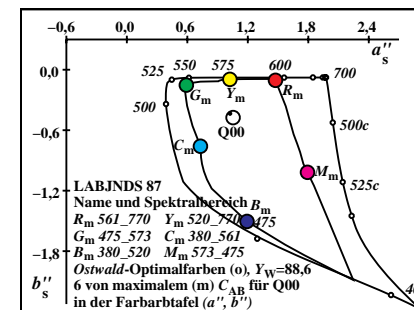 −0,6 0,0 0,6 1,2 1,8 2,4
a''s
525 550 575 600 700
0,0
Gm Ym Rm
500 500c
−0,6
Q00
Cm
Mm 525c
−1,2
LABJNDS 87
Name und Spektralbereich
Rm 561_770 Ym 520_770 Bm 475
Gm 475_573 Cm 380_561
−1,8
Bm 380_520 Mm 573_475
b''s
Ostwald-Optimalfarben (o), YW=88,6
6 von maximalem (m) CAB für Q00
in der Farbartafel (a'', b'')